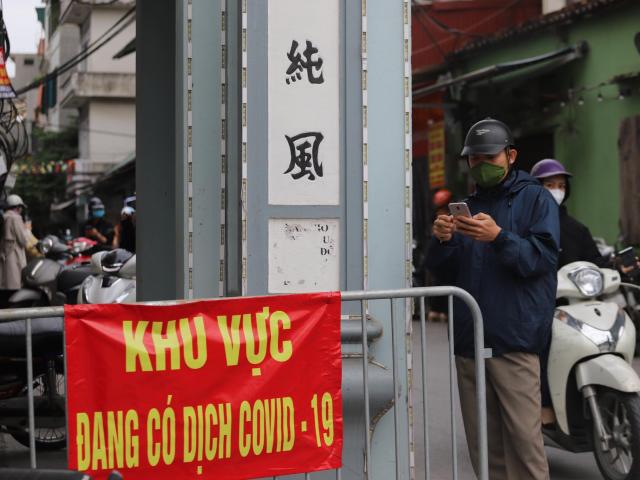 純
風
KHU VỰC
ĐANG CÓ DỊCH COVID - 19